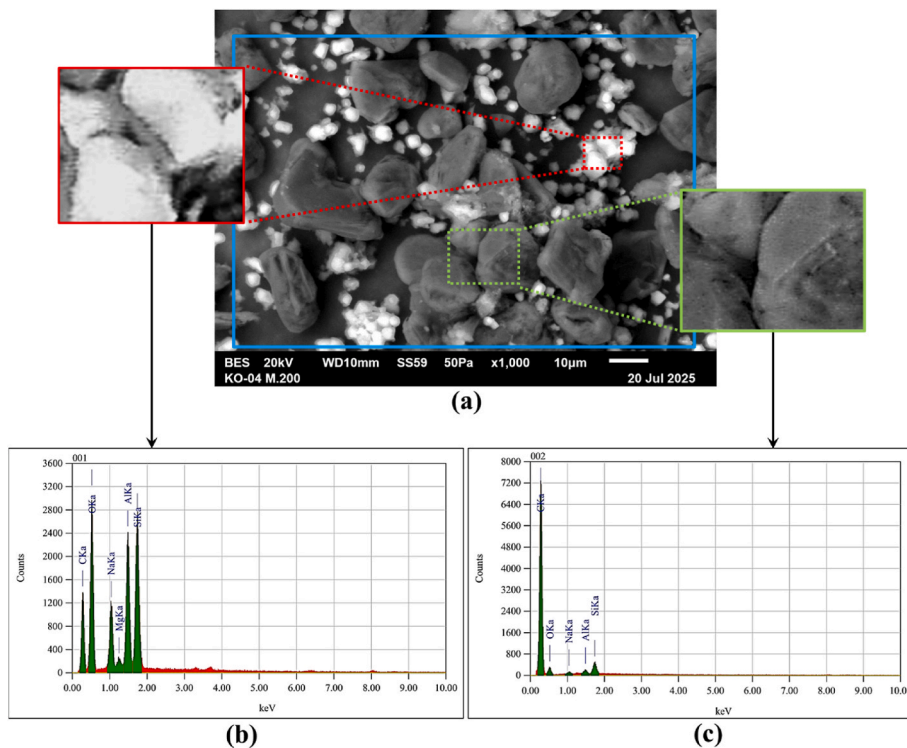 BES 20kV WD10mm SS59 50Pa x1,000 10µm
KO-04 M.200 20 Jul 2025
(a)
001
3600
3200
2800
2400
2000
1600
1200
800
400
0
Counts
CKa
OKa
NaKa
MgKa
AlKa
SiKa
0.00 1.00 2.00 3.00 4.00 5.00 6.00 7.00 8.00 9.00 10.00
keV
(b)
002
8000
7200
6400
5600
4800
4000
3200
2400
1600
800
0
Counts
CKa
OKa
NaKa
AlKa
SiKa
0.00 1.00 2.00 3.00 4.00 5.00 6.00 7.00 8.00 9.00 10.0
keV
(c)